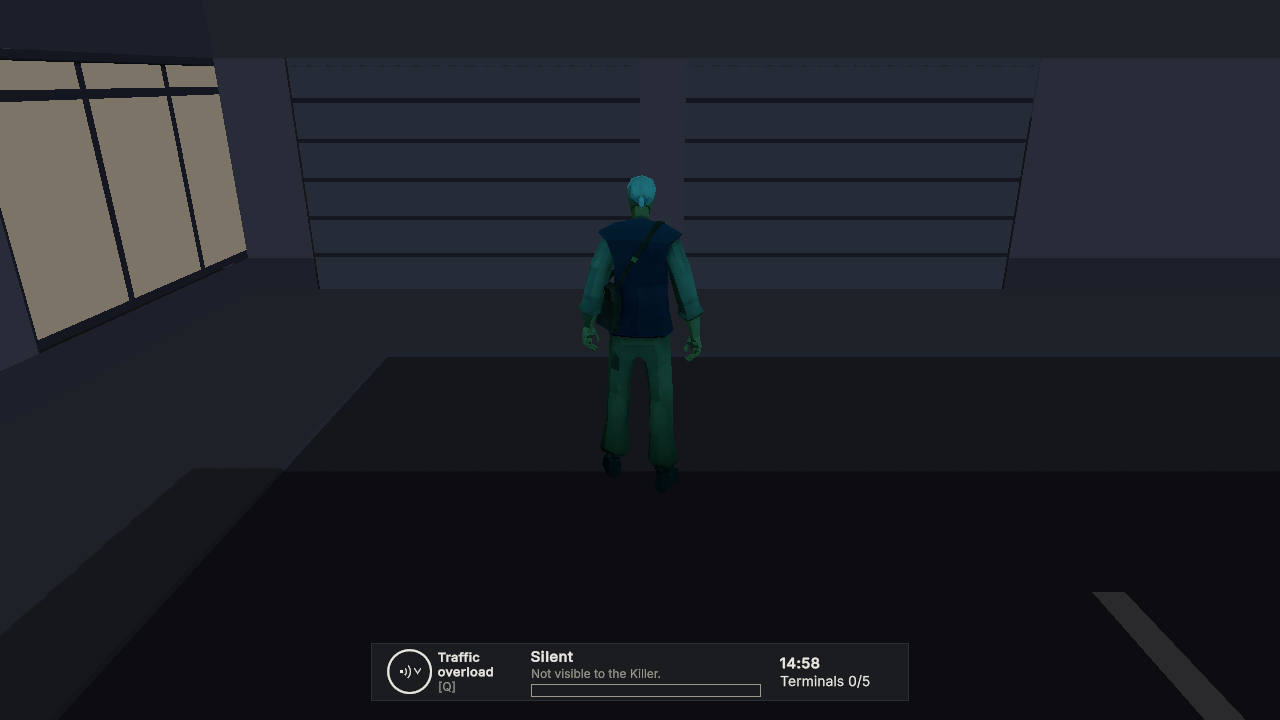 Traffic
overload
[Q]
Silent
Not visible to the Killer.
14:58
Terminals 0/5